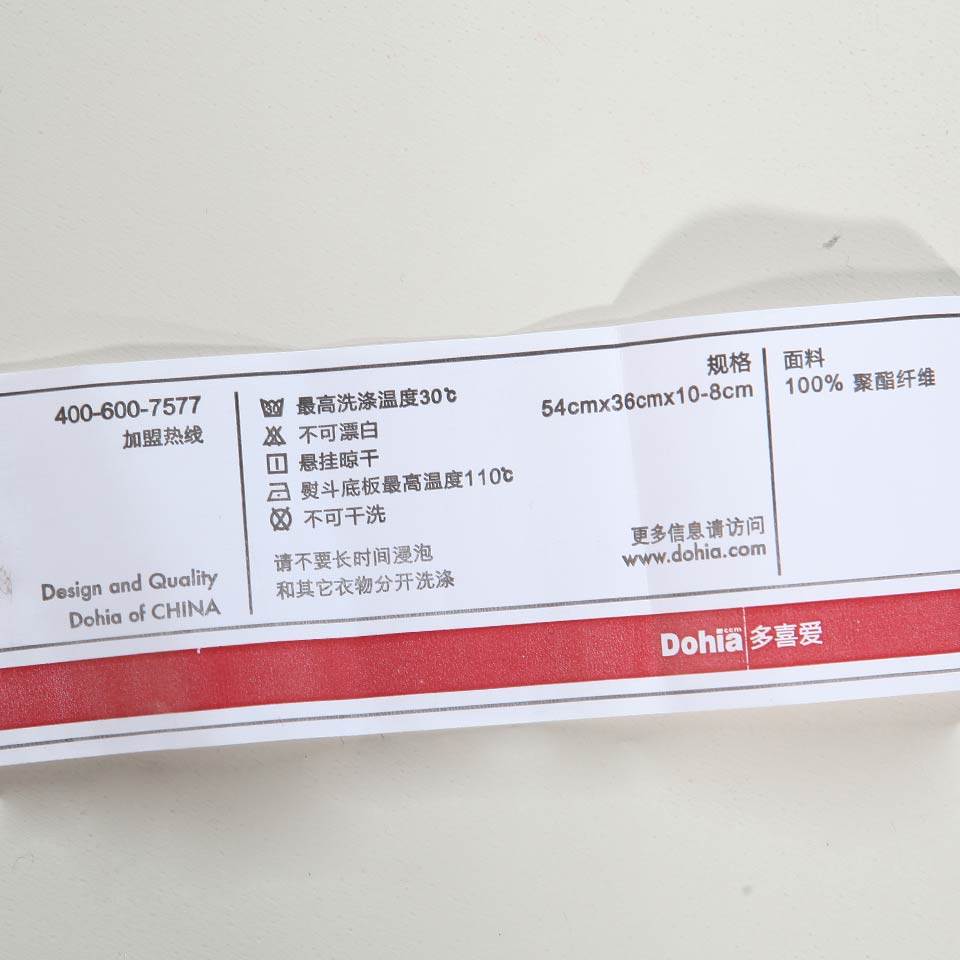 400-600-7577
加盟热线
Design and Quality
Dohia of CHINA
最高洗涤温度30℃
不可漂白
悬挂晾干
熨斗底板最高温度110℃
不可干洗
请不要长时间浸泡
和其它衣物分开洗涤
规格
54cmx36cmx10-8cm
更多信息请访问
www.dohia.com
面料
100% 聚酯纤维
Dohia.com 多喜爱